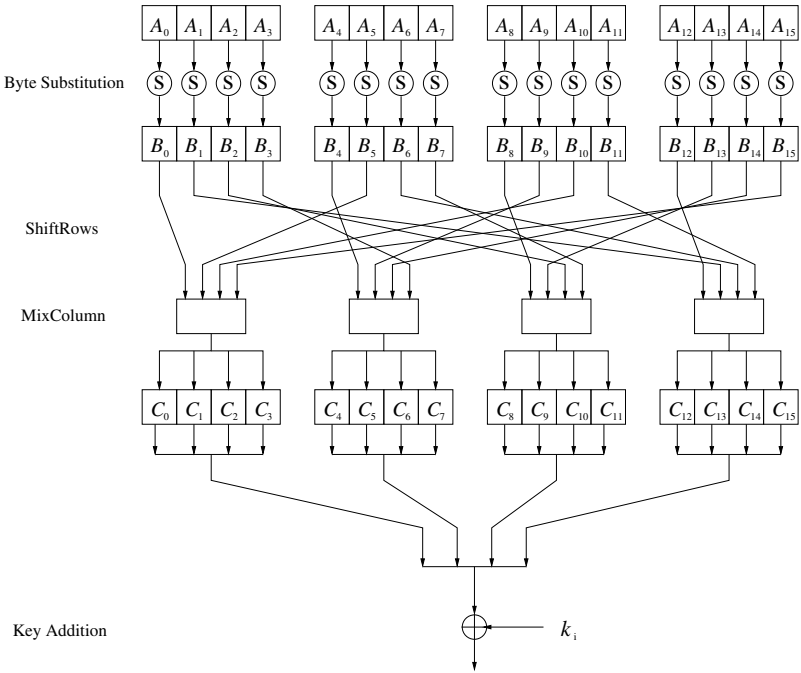 A₀ A₁ A₂ A₃ A₄ A₅ A₆ A₇ A₈ A₉ A₁₀ A₁₁ A₁₂ A₁₃ A₁₄ A₁₅
Byte Substitution S S S S S S S S S S S S S S S S
B₀ B₁ B₂ B₃ B₄ B₅ B₆ B₇ B₈ B₉ B₁₀ B₁₁ B₁₂ B₁₃ B₁₄ B₁₅
ShiftRows
MixColumn
C₀ C₁ C₂ C₃ C₄ C₅ C₆ C₇ C₈ C₉ C₁₀ C₁₁ C₁₂ C₁₃ C₁₄ C₁₅
Key Addition kᵢ